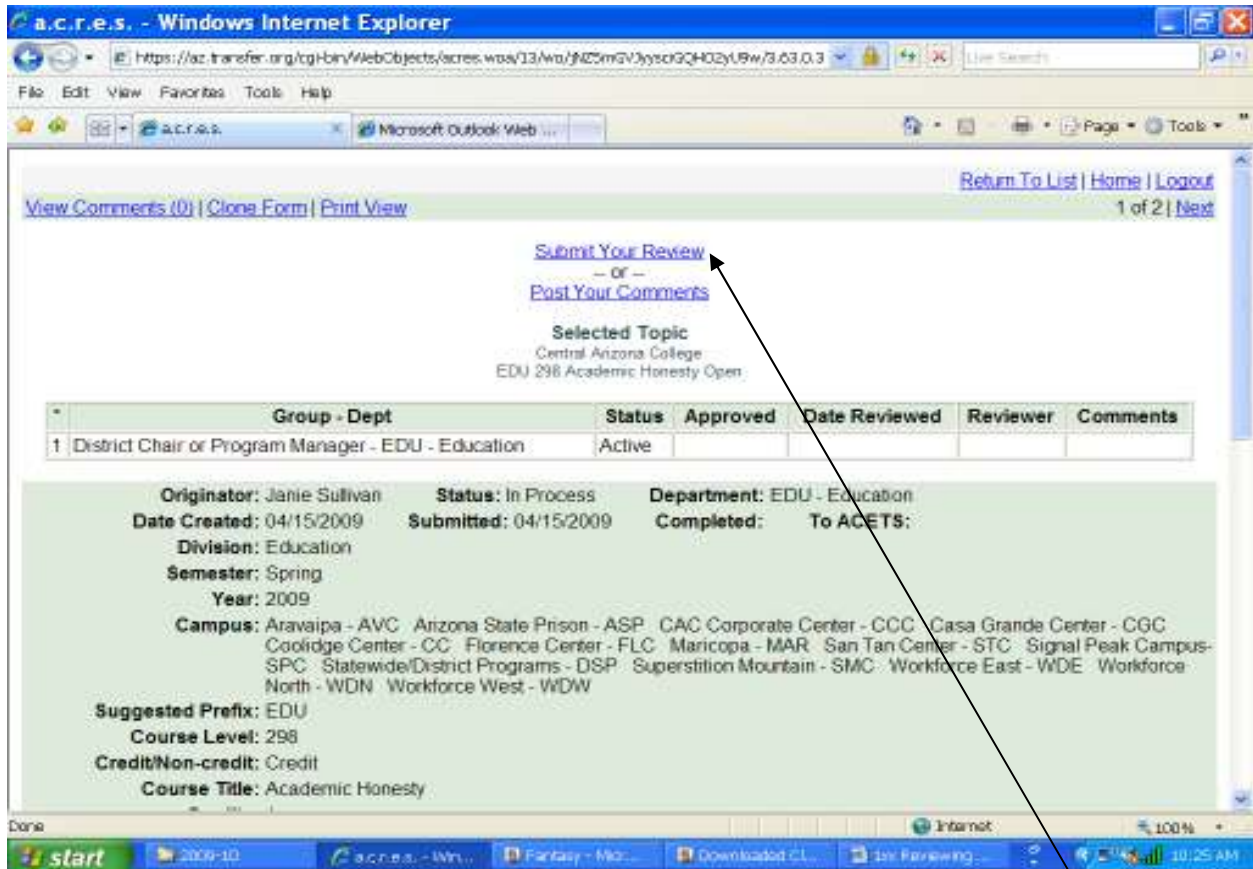 a.c.r.e.s. - Windows Internet Explorer
File Edit View Favorites Tools Help
a.c.r.e.s. Microsoft Outlook Web ... Page Tools
Return To List | Home | Logout
View Comments (0) | Clone Form | Print View 1 of 2 | Next
Submit Your Review
-- or --
Post Your Comments
Selected Topic
Central Arizona College
EDU 298 Academic Honesty Open
* Group - Dept Status Approved Date Reviewed Reviewer Comments
1 District Chair or Program Manager - EDU - Education Active
Originator: Janie Sullivan Status: In Process Department: EDU - Education
Date Created: 04/15/2009 Submitted: 04/15/2009 Completed: To ACETS:
Division: Education
Semester: Spring
Year: 2009
Campus: Aravaipa - AVC Arizona State Prison - ASP CAC Corporate Center - CCC Casa Grande Center - CGC
Coolidge Center - CC Florence Center - FLC Maricopa - MAR San Tan Center - STC Signal Peak Campus-
SPC Statewide/District Programs - DSP Superstition Mountain - SMC Workforce East - WDE Workforce
North - WDN Workforce West - WDW
Suggested Prefix: EDU
Course Level: 298
Credit/Non-credit: Credit
Course Title: Academic Honesty
Done Internet 100%
start 2009-10 a.c.r.e.s. - Win... Fantasy - Mic... Downloaded Cl... Reviewing... 10:25 AM